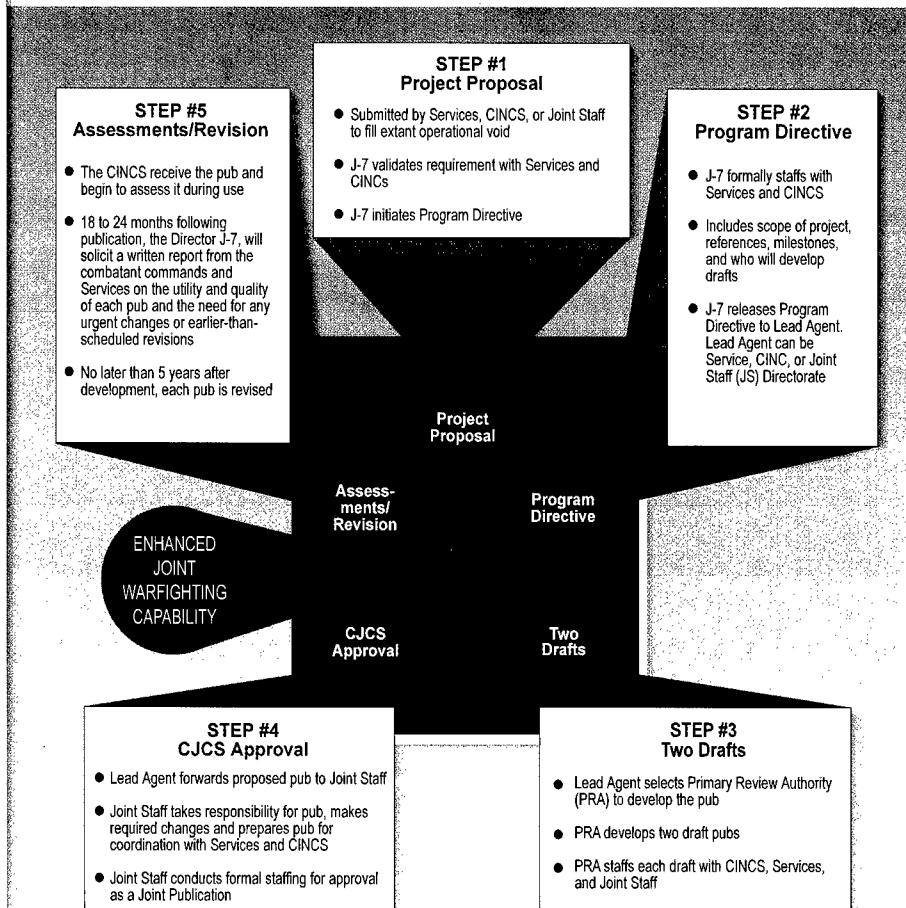 STEP #1
Project Proposal
● Submitted by Services, CINCS, or Joint Staff
to fill extant operational void
● J-7 validates requirement with Services and
CINCs
● J-7 initiates Program Directive
STEP #2
Program Directive
● J-7 formally staffs with
Services and CINCS
● Includes scope of project,
references, milestones,
and who will develop
drafts
● J-7 releases Program
Directive to Lead Agent.
Lead Agent can be
Service, CINC, or Joint
Staff (JS) Directorate
STEP #5
Assessments/Revision
● The CINCS receive the pub and
begin to assess it during use
● 18 to 24 months following
publication, the Director J-7, will
solicit a written report from the
combatant commands and
Services on the utility and quality
of each pub and the need for any
urgent changes or earlier-than-
scheduled revisions
● No later than 5 years after
development, each pub is revised
Project
Proposal
Assess-
ments/
Revision
Program
Directive
ENHANCED
JOINT
WARFIGHTING
CAPABILITY
CJCS
Approval
Two
Drafts
STEP #4
CJCS Approval
● Lead Agent forwards proposed pub to Joint Staff
● Joint Staff takes responsibility for pub, makes
required changes and prepares pub for
coordination with Services and CINCS
● Joint Staff conducts formal staffing for approval
as a Joint Publication
STEP #3
Two Drafts
● Lead Agent selects Primary Review Authority
(PRA) to develop the pub
● PRA develops two draft pubs
● PRA staffs each draft with CINCS, Services,
and Joint Staff